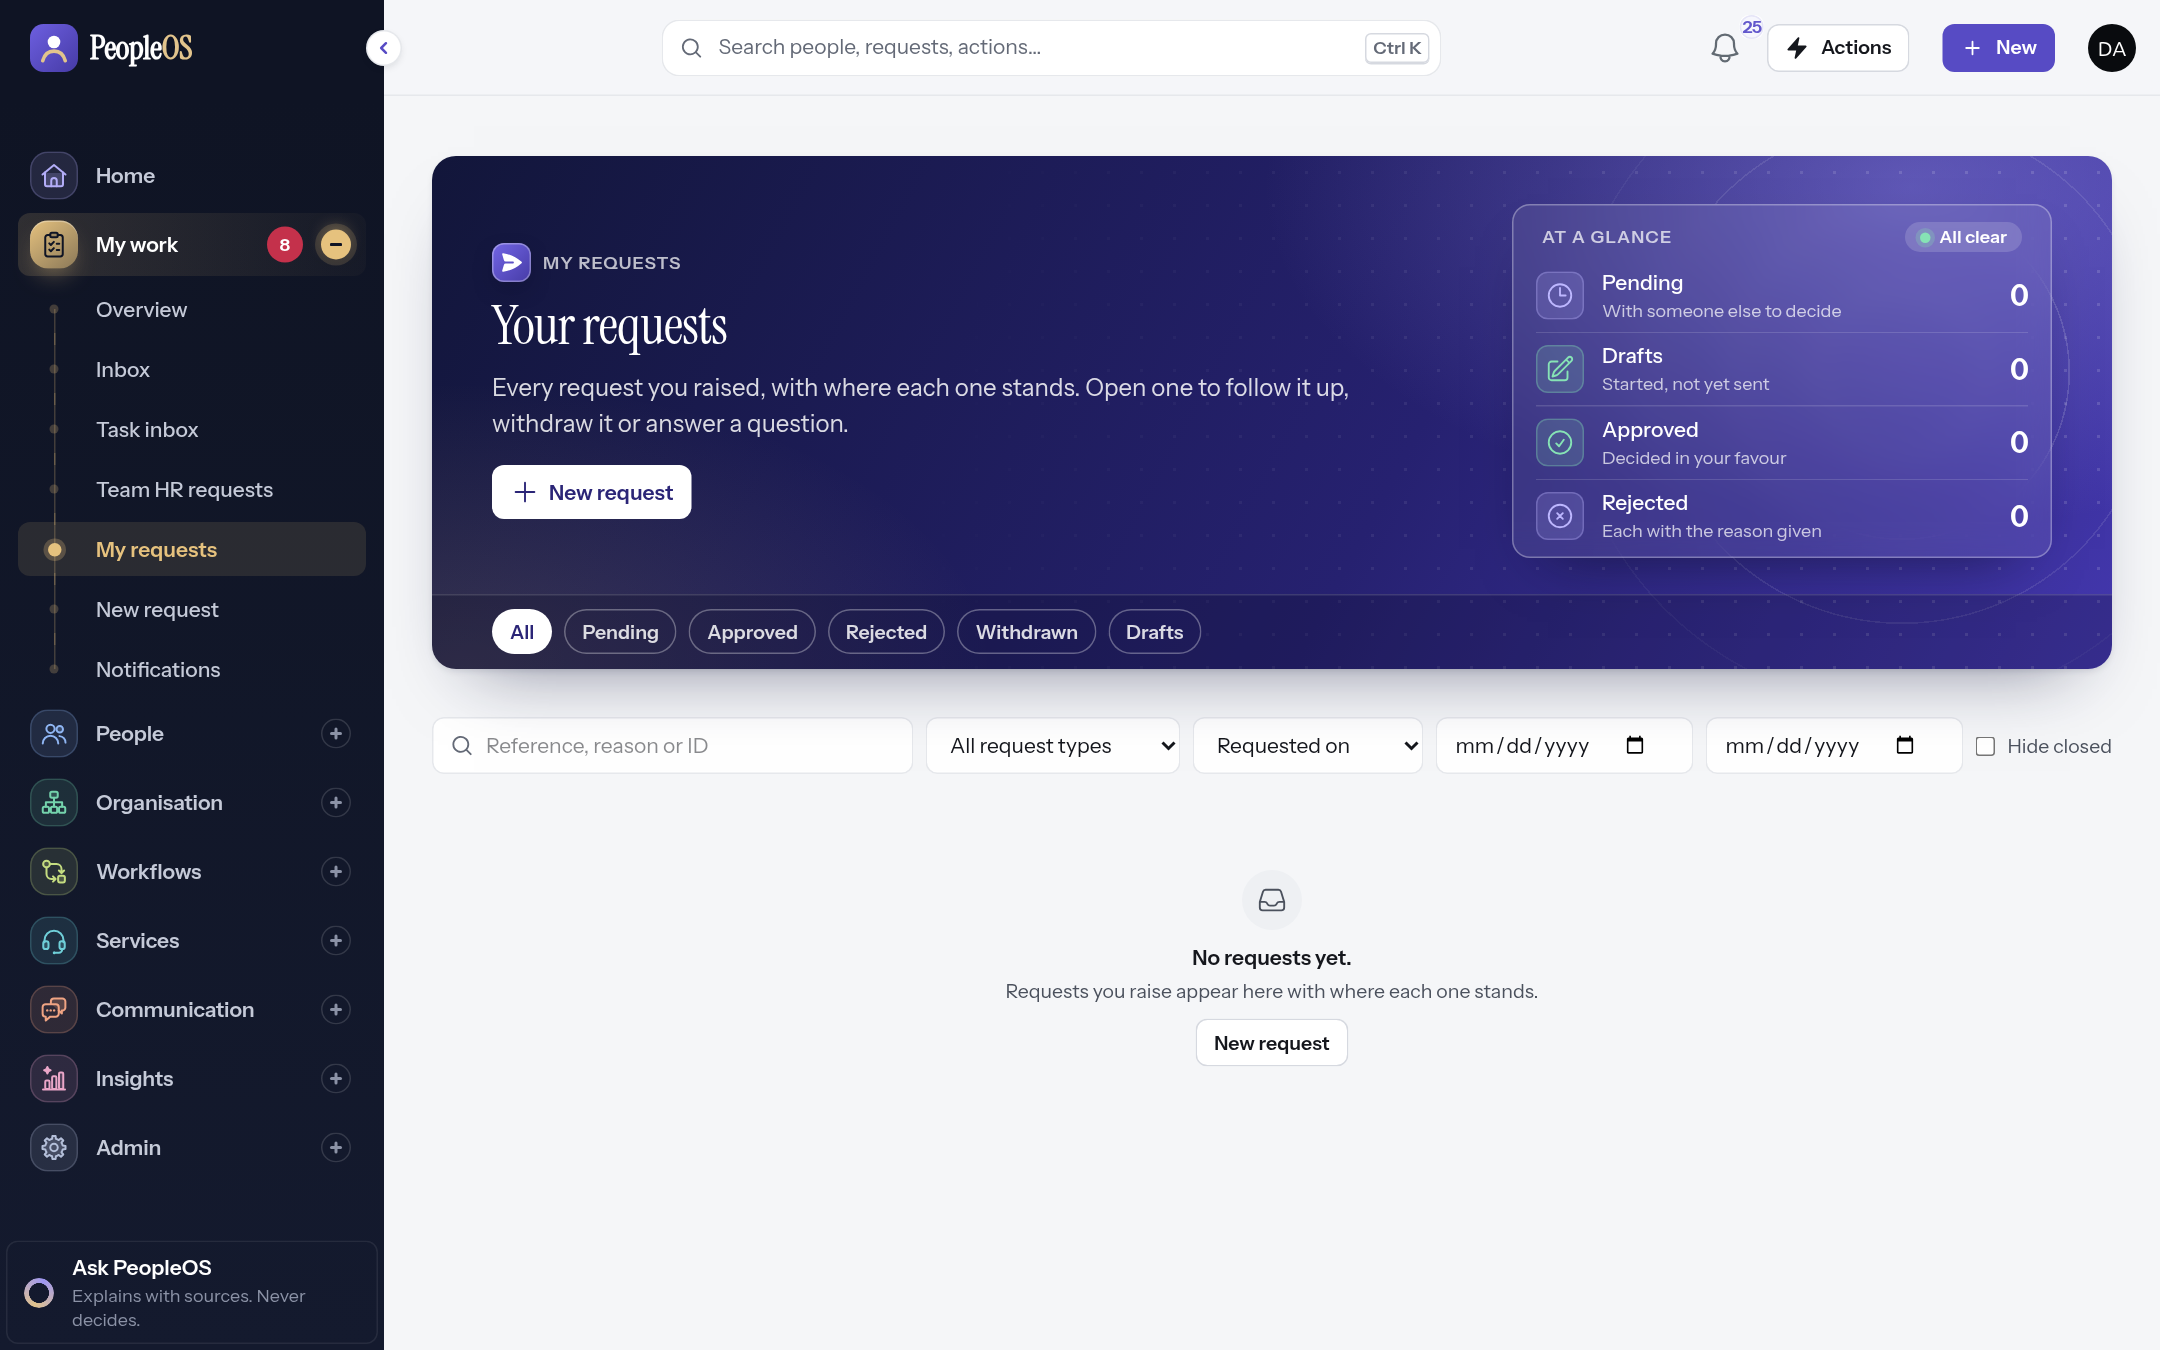 PeopleOS
Search people, requests, actions...
Ctrl K
25
Actions
New
DA
Home
My work
8
Overview
Inbox
Task inbox
Team HR requests
My requests
New request
Notifications
People
Organisation
Workflows
Services
Communication
Insights
Admin
Ask PeopleOS
Explains with sources. Never
decides.
MY REQUESTS
Your requests
Every request you raised, with where each one stands. Open one to follow it up,
withdraw it or answer a question.
New request
AT A GLANCE
All clear
Pending
With someone else to decide
0
Drafts
Started, not yet sent
0
Approved
Decided in your favour
0
Rejected
Each with the reason given
0
All
Pending
Approved
Rejected
Withdrawn
Drafts
Reference, reason or ID
All request types
Requested on
mm/dd/yyyy
mm/dd/yyyy
Hide closed
No requests yet.
Requests you raise appear here with where each one stands.
New request